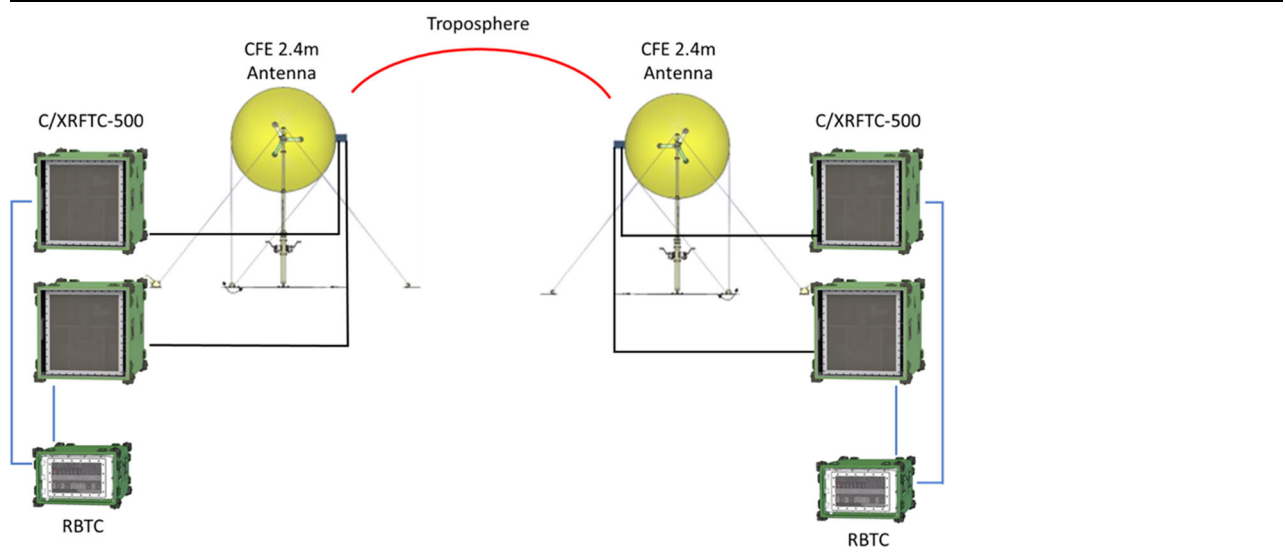 Troposphere
CFE 2.4m
Antenna
CFE 2.4m
Antenna
C/XRFTC-500
C/XRFTC-500
RBTC
RBTC